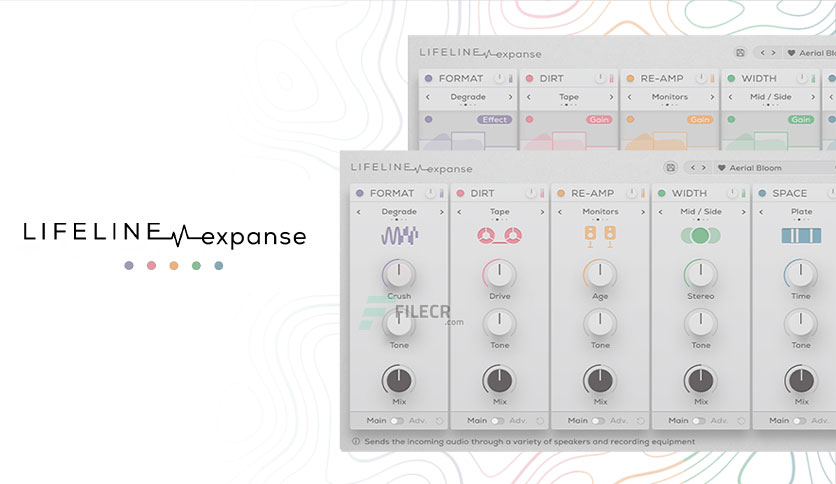 LIFELINE expanse
LIFELINE expanse
< > Aerial Bloom
FORMAT DIRT RE-AMP WIDTH
< Degrade > < Tape > < Monitors > < Mid / Side > <
Effect Gain Gain Gain
LIFELINE expanse
< > Aerial Bloom
FORMAT DIRT RE-AMP WIDTH SPACE
< Degrade > < Tape > < Monitors > < Mid / Side > < Plate
Crush Drive Age Stereo Time
FILECR
.com
Tone Tone Tone Tone Tone
Mix Mix Mix Mix Mix
Main Adv. Main Adv. Main Adv. Main Adv. Main Adv.
Sends the incoming audio through a variety of speakers and recording equipment